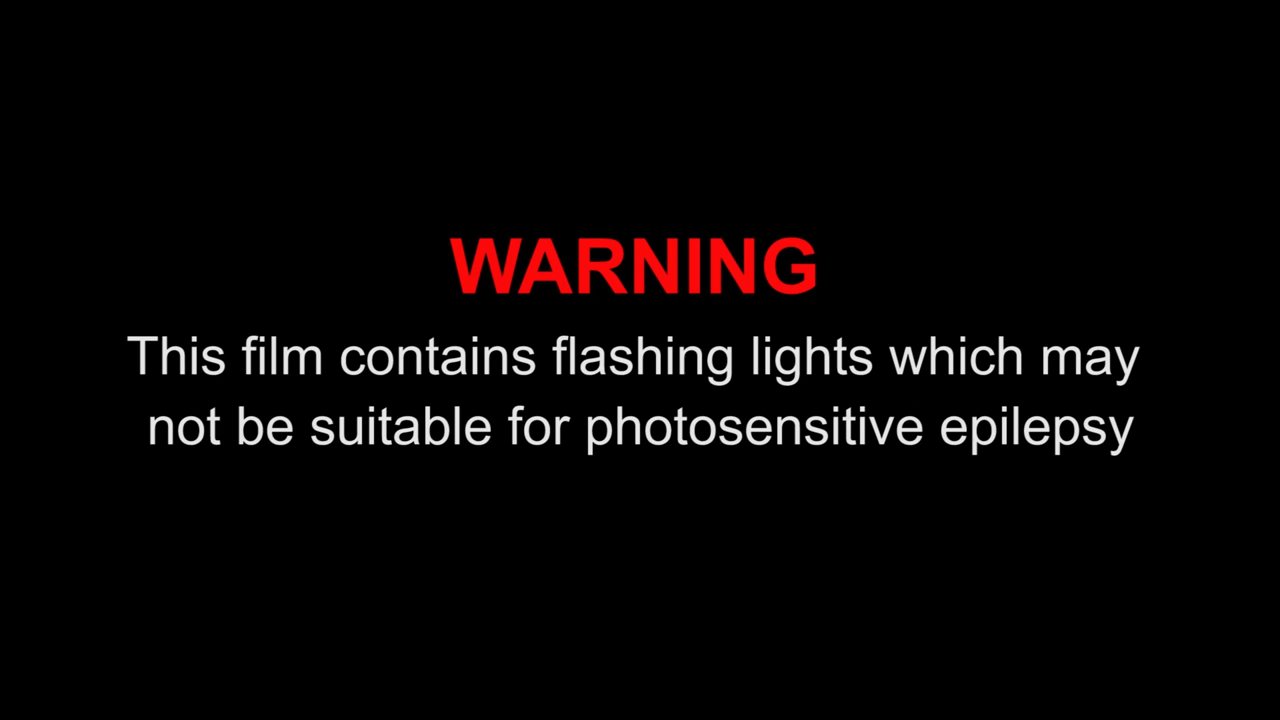 WARNING
This film contains flashing lights which may
not be suitable for photosensitive epilepsy